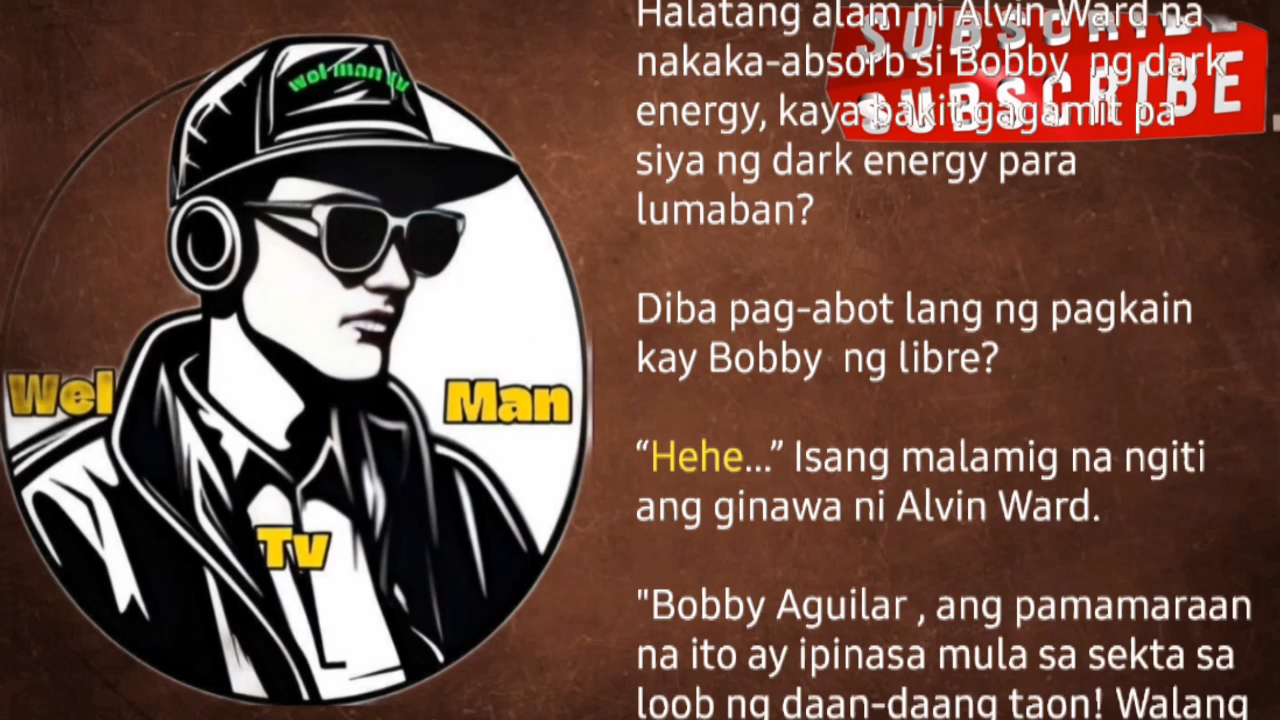 wel man tv
Wel
Man
Tv
SUBSCRIBE
SUBSCRIBE
Halatang alam ni Alvin Ward na
nakaka-absorb si Bobby ng dark
energy, kaya bakit gagamit pa
siya ng dark energy para
lumaban?
Diba pag-abot lang ng pagkain
kay Bobby ng libre?
“Hehe...” Isang malamig na ngiti
ang ginawa ni Alvin Ward.
"Bobby Aguilar , ang pamamaraan
na ito ay ipinasa mula sa sekta sa
loob ng daan-daang taon! Walang